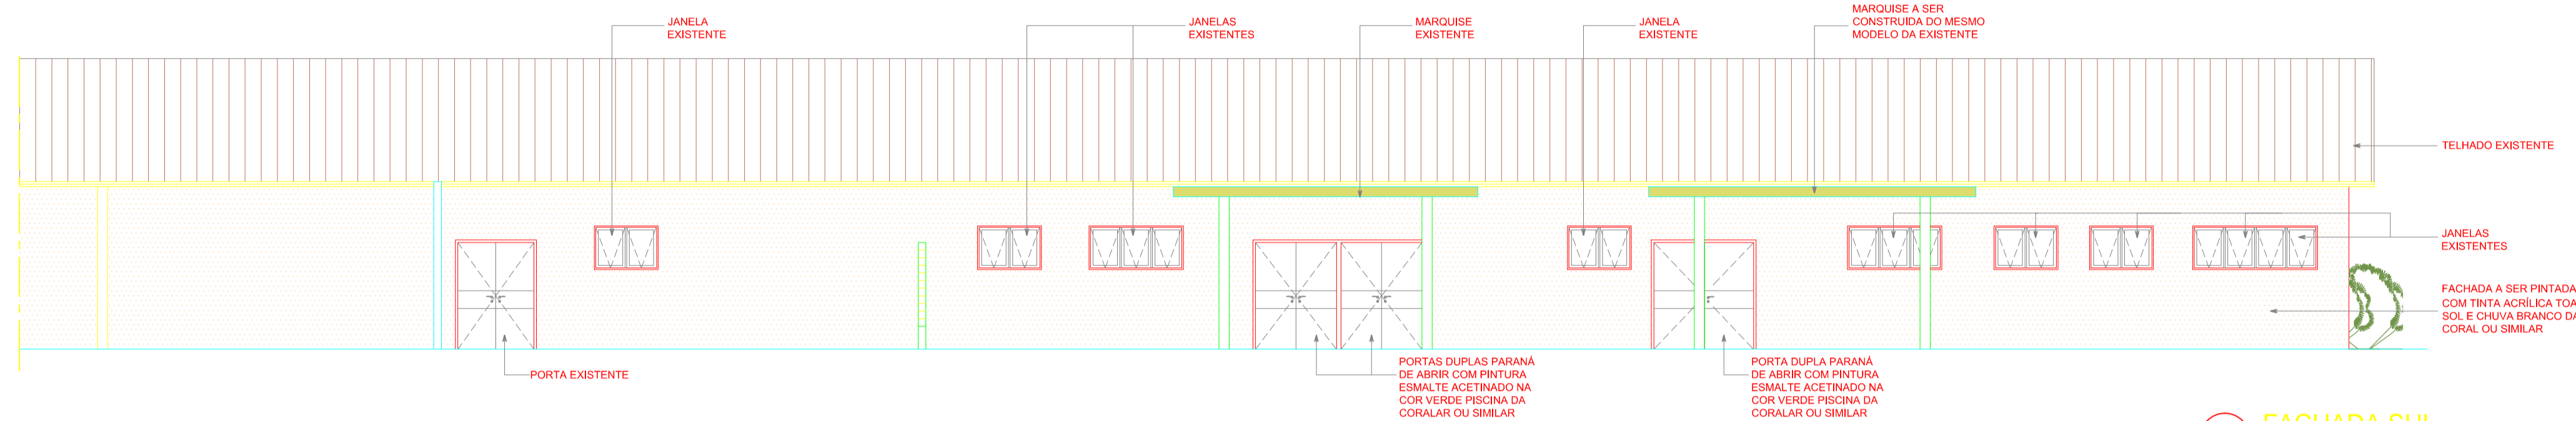 JANELA
EXISTENTE
JANELAS
EXISTENTES
MARQUISE
EXISTENTE
JANELA
EXISTENTE
MARQUISE A SER
CONSTRUIDA DO MESMO
MODELO DA EXISTENTE
TELHADO EXISTENTE
JANELAS
EXISTENTES
FACHADA A SER PINTADA
COM TINTA ACRÍLICA TOA
SOL E CHUVA BRANCO DA
CORAL OU SIMILAR
PORTA EXISTENTE
PORTAS DUPLAS PARANÁ
DE ABRIR COM PINTURA
ESMALTE ACETINADO NA
COR VERDE PISCINA DA
CORALAR OU SIMILAR
PORTA DUPLA PARANÁ
DE ABRIR COM PINTURA
ESMALTE ACETINADO NA
COR VERDE PISCINA DA
CORALAR OU SIMILAR
FACHADA